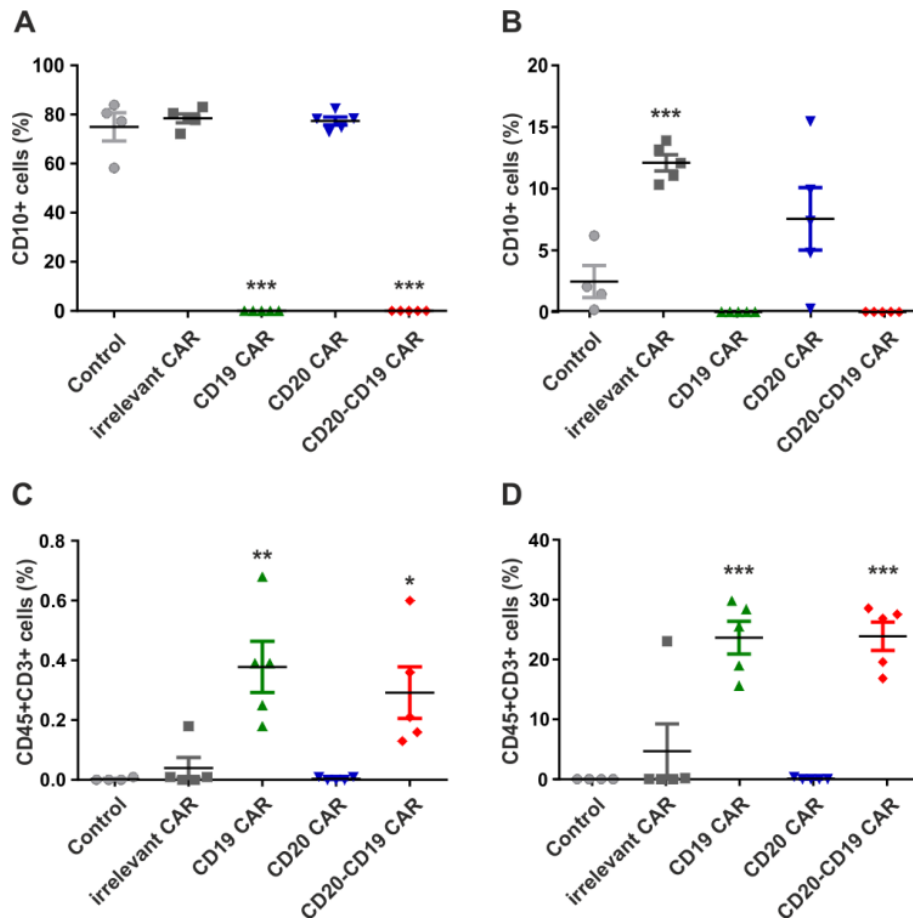 A
CD10+ cells (%)
100
80
60
40
20
0
***
***
Control
irrelevant CAR
CD19 CAR
CD20 CAR
CD20-CD19 CAR
B
CD10+ cells (%)
20
15
10
5
0
***
Control
irrelevant CAR
CD19 CAR
CD20 CAR
CD20-CD19 CAR
C
CD45+CD3+ cells (%)
0.8
0.6
0.4
0.2
0.0
**
*
Control
irrelevant CAR
CD19 CAR
CD20 CAR
CD20-CD19 CAR
D
CD45+CD3+ cells (%)
40
30
20
10
0
***
***
Control
irrelevant CAR
CD19 CAR
CD20 CAR
CD20-CD19 CAR